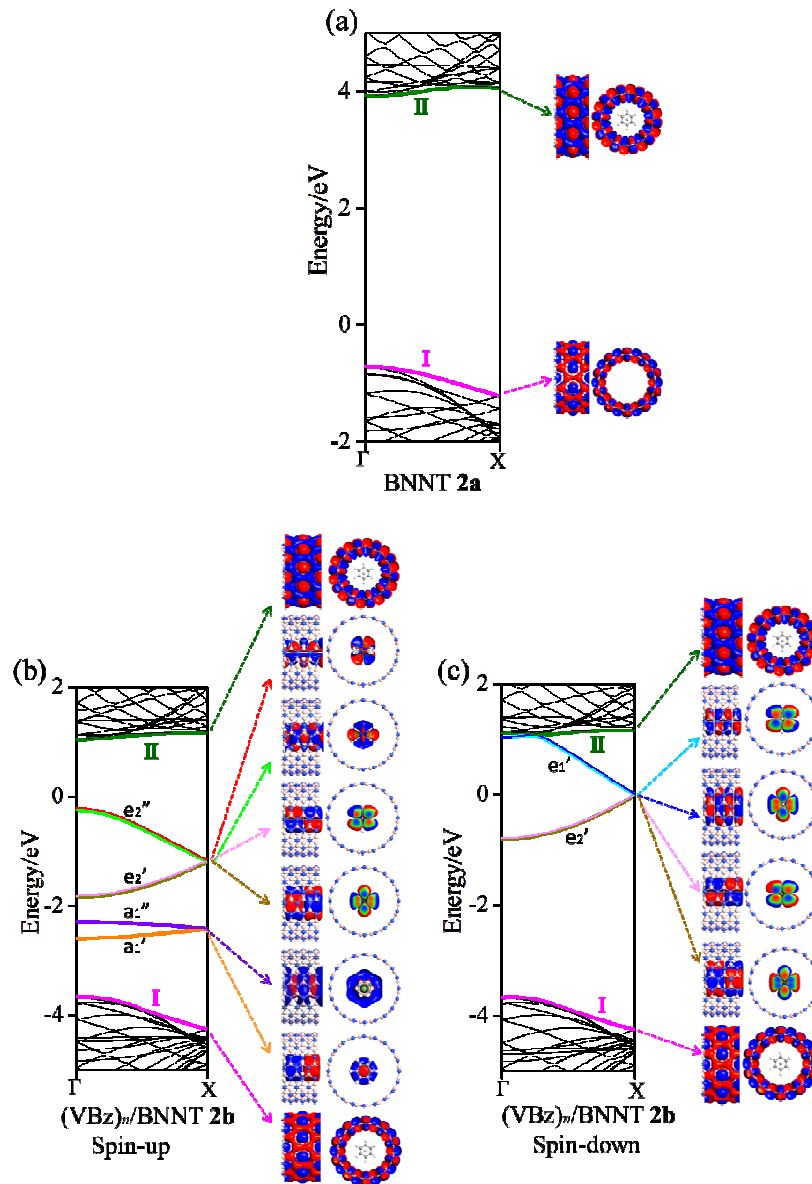 (a)
4
2
0
-2
Energy/eV
II
I
Γ
X
BNNT 2a
(b)
2
0
-2
-4
Energy/eV
II
e₂″
e₂′
a₁″
a₁′
I
Γ
X
(VBz)ₙ/BNNT 2b
Spin-up
(c)
2
0
-2
-4
Energy/eV
II
e₁′
e₂′
I
Γ
X
(VBz)ₙ/BNNT 2b
Spin-down